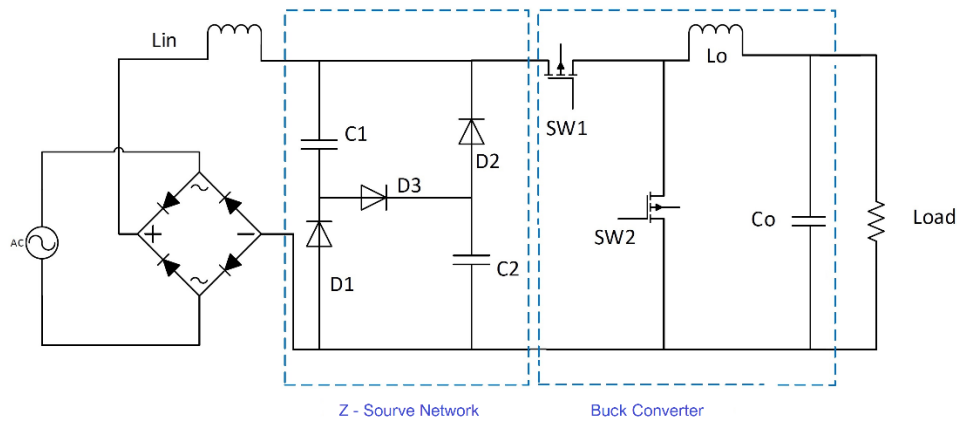 Lin
C1
D2
D3
D1
C2
AC
+
-
SW1
Lo
SW2
Co
Load
Z - Sourve Network
Buck Converter